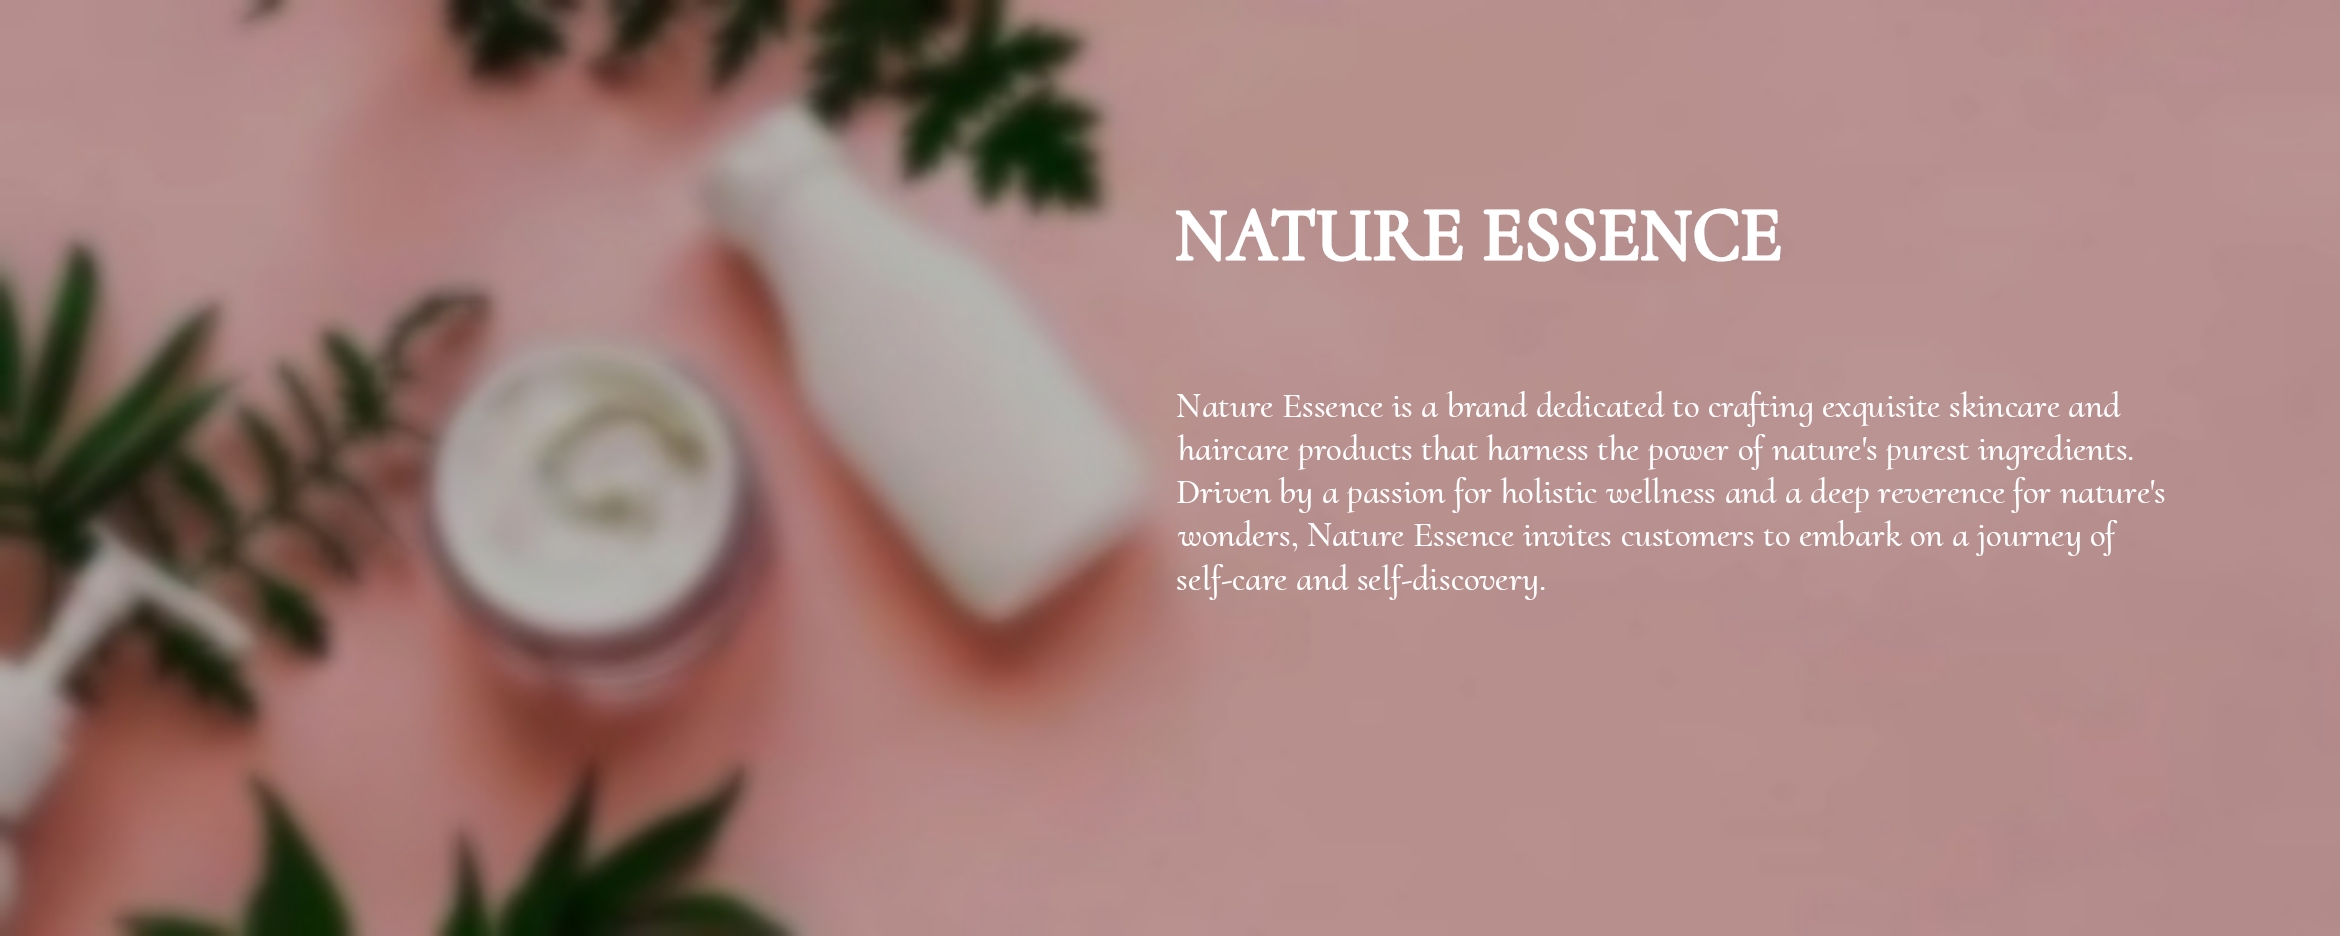 NATURE ESSENCE
Nature Essence is a brand dedicated to crafting exquisite skincare and
haircare products that harness the power of nature's purest ingredients.
Driven by a passion for holistic wellness and a deep reverence for nature's
wonders, Nature Essence invites customers to embark on a journey of
self-care and self-discovery.